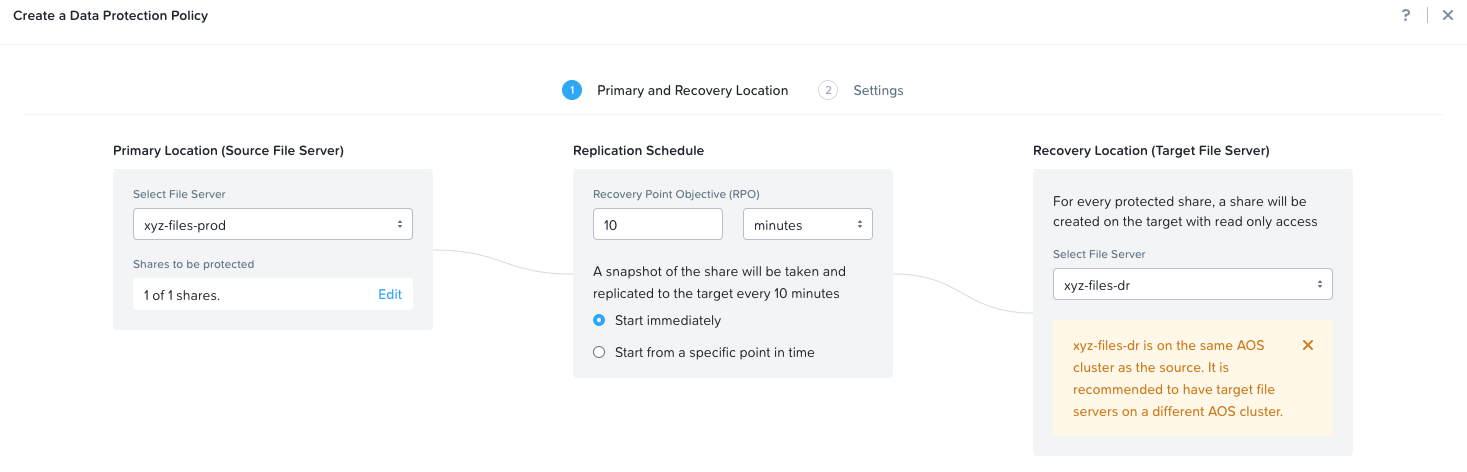 Create a Data Protection Policy
?
1 Primary and Recovery Location 2 Settings
Primary Location (Source File Server)
Select File Server
xyz-files-prod
Shares to be protected
1 of 1 shares. Edit
Replication Schedule
Recovery Point Objective (RPO)
10 minutes
A snapshot of the share will be taken and
replicated to the target every 10 minutes
Start immediately
Start from a specific point in time
Recovery Location (Target File Server)
For every protected share, a share will be
created on the target with read only access
Select File Server
xyz-files-dr
xyz-files-dr is on the same AOS
cluster as the source. It is
recommended to have target file
servers on a different AOS cluster.